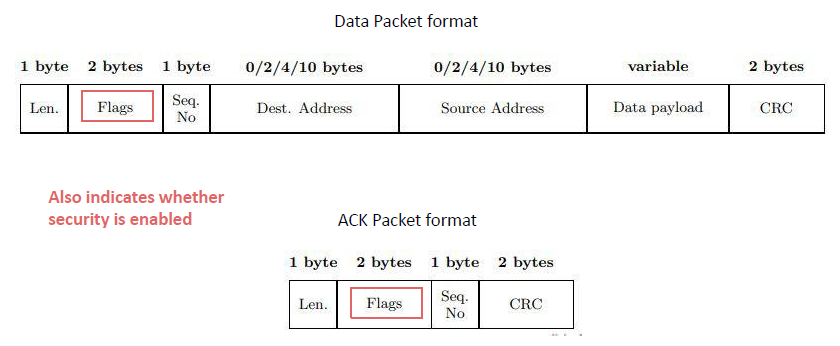 Data Packet format
1 byte 2 bytes 1 byte 0/2/4/10 bytes 0/2/4/10 bytes variable 2 bytes
Len. Flags Seq. No Dest. Address Source Address Data payload CRC
Also indicates whether
security is enabled
ACK Packet format
1 byte 2 bytes 1 byte 2 bytes
Len. Flags Seq. No CRC